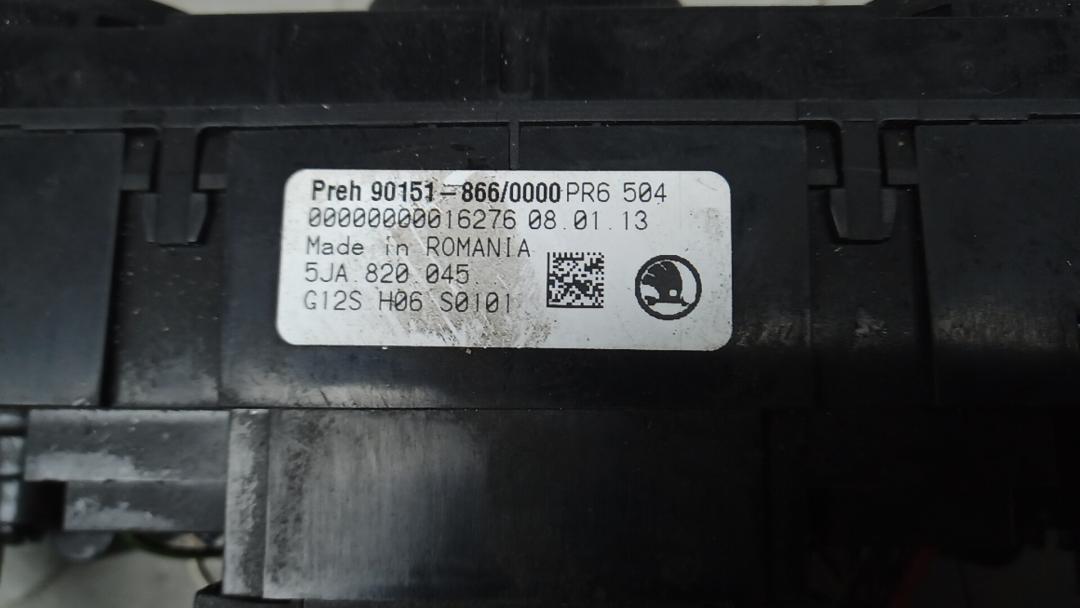 Preh 90151-866/0000 PR6 504
00000000016276 08.01.13
Made in ROMANIA
5JA 820 045
G12S H06 S0101